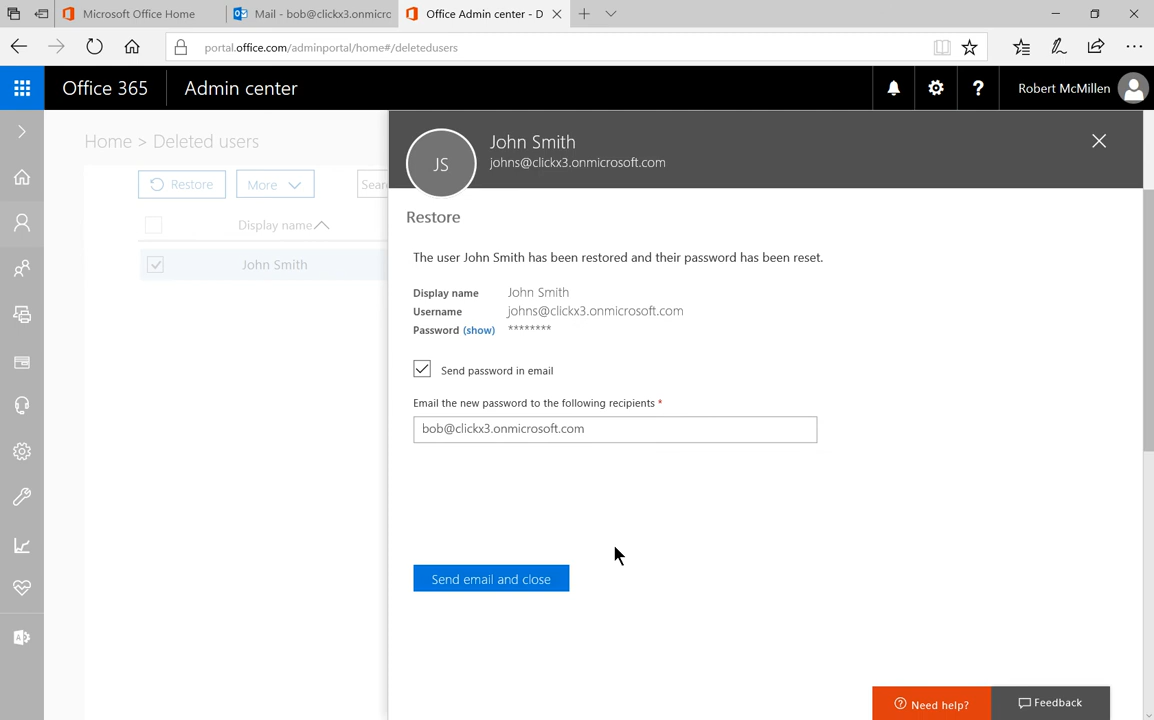 Microsoft Office Home
Mail - bob@clickx3.onmicro
Office Admin center - D
portal.office.com/adminportal/home#/deletedusers
Office 365
Admin center
Robert McMillen
Home > Deleted users
Restore
More
Sear
Display name
John Smith
JS
John Smith
johns@clickx3.onmicrosoft.com
Restore
The user John Smith has been restored and their password has been reset.
Display name John Smith
Username johns@clickx3.onmicrosoft.com
Password (show) ********
Send password in email
Email the new password to the following recipients *
bob@clickx3.onmicrosoft.com
Send email and close
Need help?
Feedback